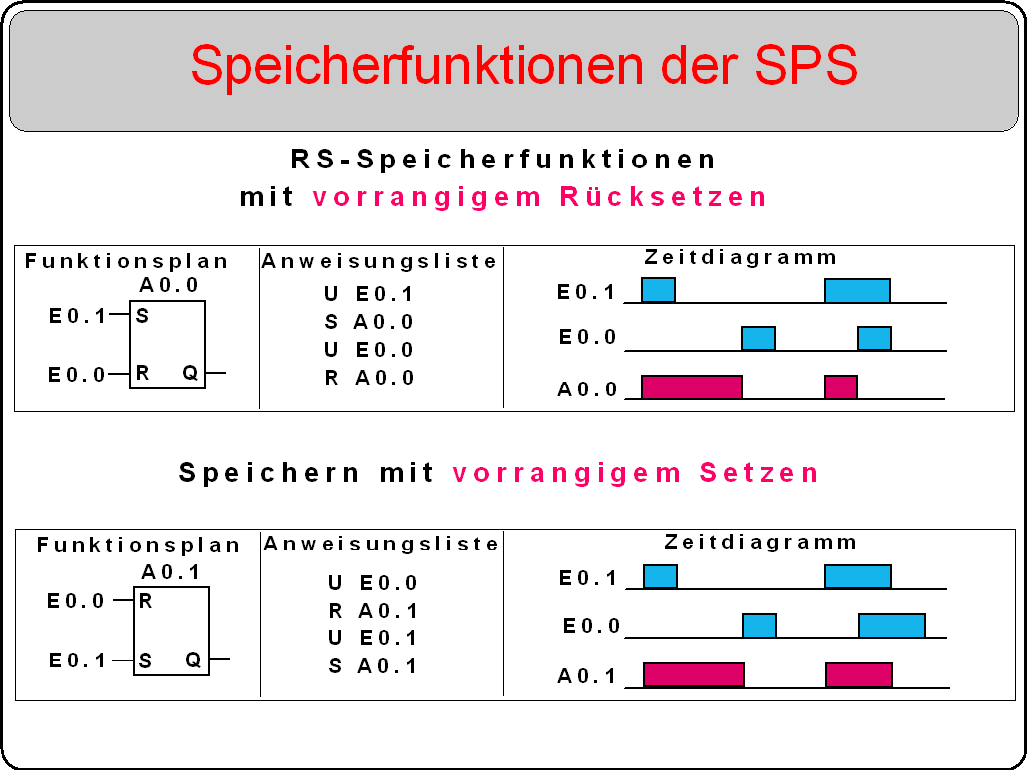 Speicherfunktionen der SPS
RS-Speicherfunktionen
mit vorrangigem Rücksetzen
Funktionsplan
A0.0
E0.1
S
E0.0
R Q
Anweisungsliste
U E0.1
S A0.0
U E0.0
R A0.0
Zeitdiagramm
E0.1
E0.0
A0.0
Speichern mit vorrangigem Setzen
Funktionsplan
A0.1
E0.0
R
E0.1
S Q
Anweisungsliste
U E0.0
R A0.1
U E0.1
S A0.1
Zeitdiagramm
E0.1
E0.0
A0.1